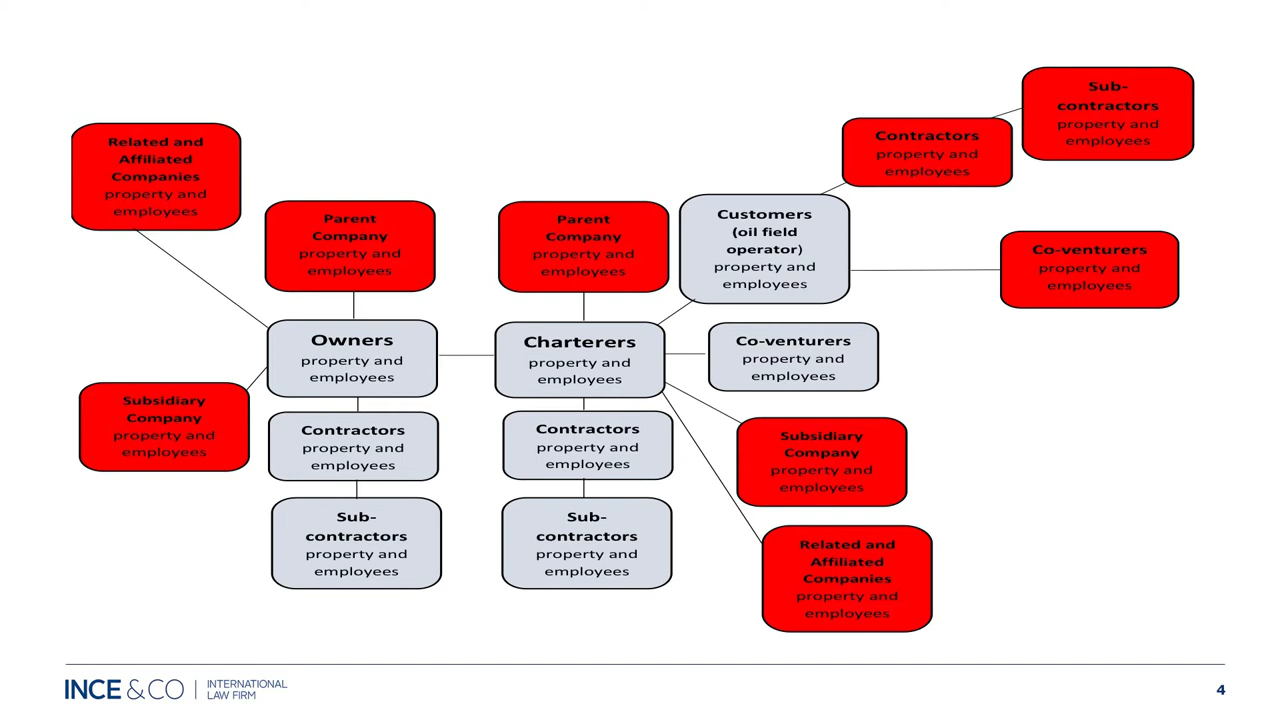 Sub-
contractors
property and
employees
Contractors
property and
employees
Related and
Affiliated
Companies
property and
employees
Parent
Company
property and
employees
Parent
Company
property and
employees
Customers
(oil field
operator)
property and
employees
Co-venturers
property and
employees
Owners
property and
employees
Charterers
property and
employees
Co-venturers
property and
employees
Subsidiary
Company
property and
employees
Contractors
property and
employees
Contractors
property and
employees
Subsidiary
Company
property and
employees
Sub-
contractors
property and
employees
Sub-
contractors
property and
employees
Related and
Affiliated
Companies
property and
employees
INCE & CO
INTERNATIONAL
LAW FIRM
4